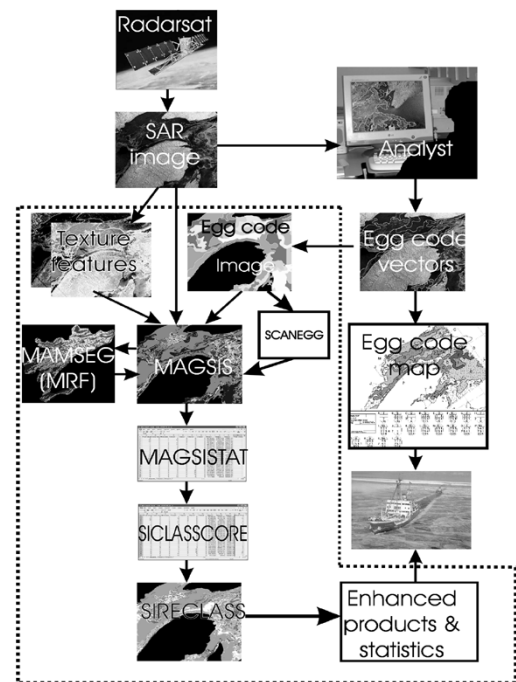 Radarsat
SAR
image
Analyst
Texture
features
Egg code
Image
Egg code
vectors
SCANEGG
MAMSEG
(MRF)
MAGSIS
Egg code
map
MAGSISTAT
SICLASSCORE
SIRECLASS
Enhanced
products &
statistics